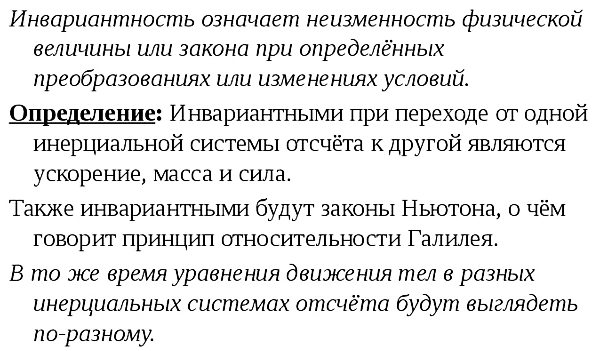 Инвариантность означает неизменность физической
величины или закона при определённых
преобразованиях или изменениях условий.
Определение: Инвариантными при переходе от одной
инерциальной системы отсчёта к другой являются
ускорение, масса и сила.
Также инвариантными будут законы Ньютона, о чём
говорит принцип относительности Галилея.
В то же время уравнения движения тел в разных
инерциальных системах отсчёта будут выглядеть
по-разному.